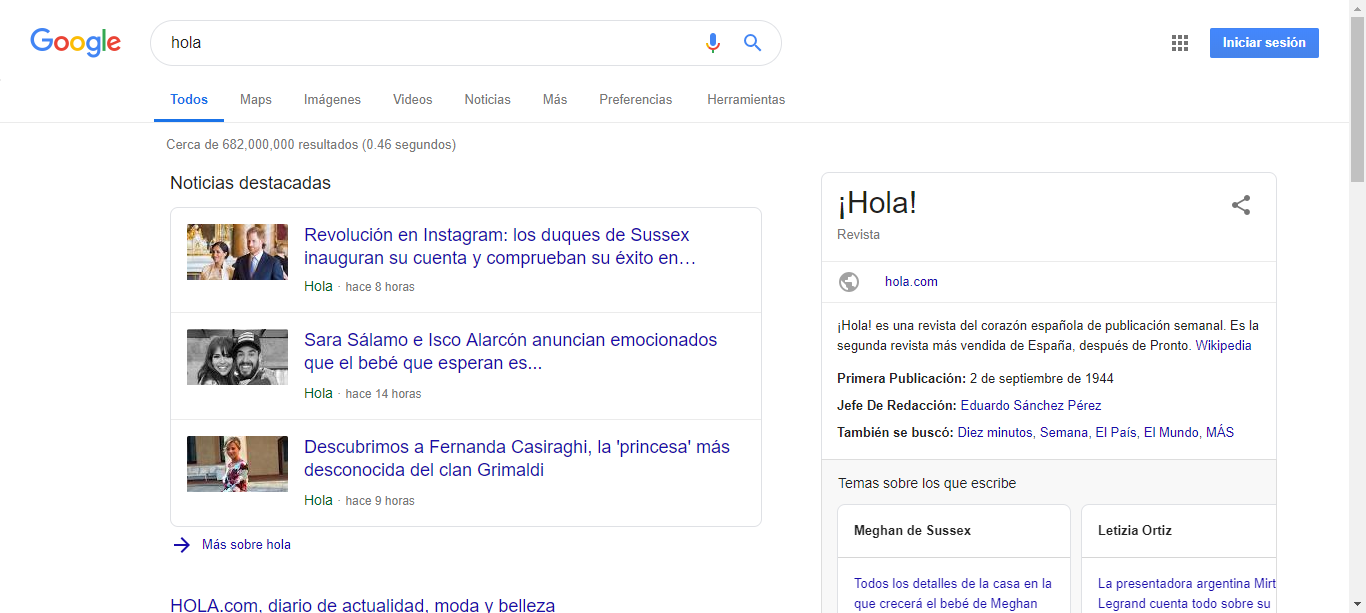 Google
hola
Iniciar sesión
Todos Maps Imágenes Videos Noticias Más Preferencias Herramientas
Cerca de 682,000,000 resultados (0.46 segundos)
Noticias destacadas
Revolución en Instagram: los duques de Sussex
inauguran su cuenta y comprueban su éxito en…
Hola · hace 8 horas
Sara Sálamo e Isco Alarcón anuncian emocionados
que el bebé que esperan es...
Hola · hace 14 horas
Descubrimos a Fernanda Casiraghi, la 'princesa' más
desconocida del clan Grimaldi
Hola · hace 9 horas
Más sobre hola
HOLA.com, diario de actualidad, moda y belleza
¡Hola!
Revista
hola.com
¡Hola! es una revista del corazón española de publicación semanal. Es la
segunda revista más vendida de España, después de Pronto. Wikipedia
Primera Publicación: 2 de septiembre de 1944
Jefe De Redacción: Eduardo Sánchez Pérez
También se buscó: Diez minutos, Semana, El País, El Mundo, MÁS
Temas sobre los que escribe
Meghan de Sussex
Todos los detalles de la casa en la
que crecerá el bebé de Meghan
Letizia Ortiz
La presentadora argentina Mirt
Legrand cuenta todo sobre su